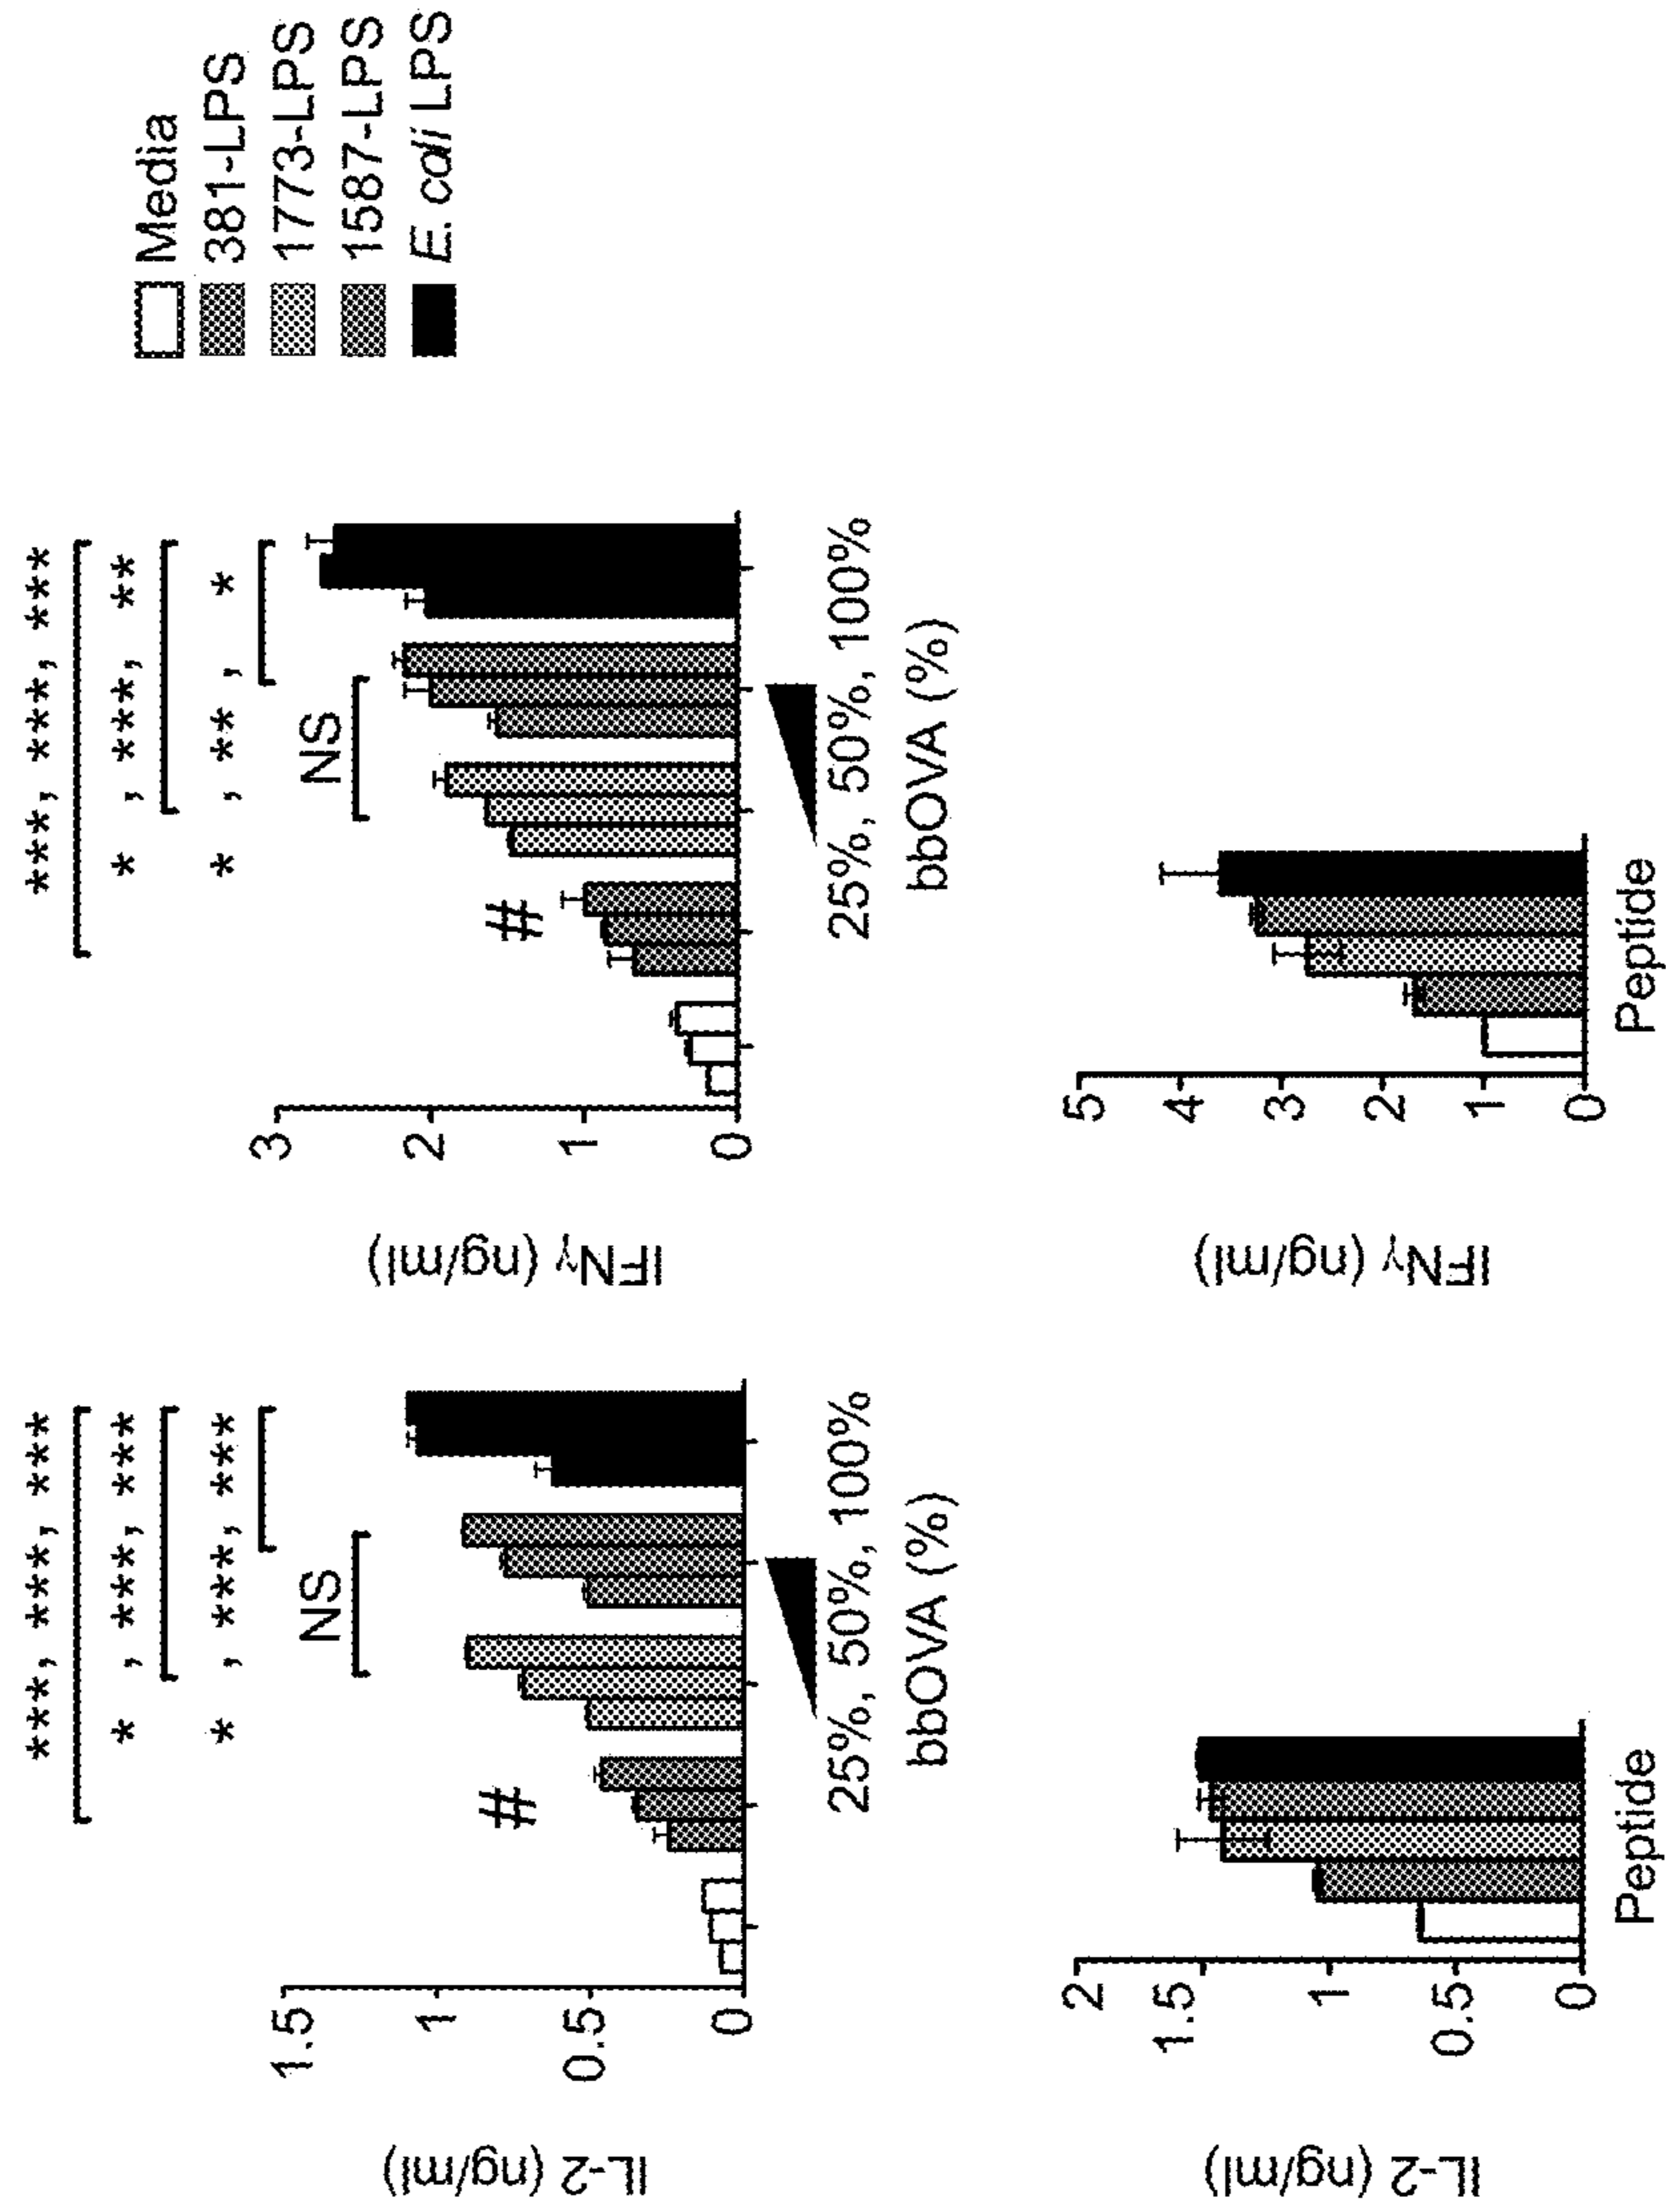 Media
381-LPS
1773-LPS
1587-LPS
E. coli LPS
***, ***, ***
* , ***, ***
* , ***, ***
NS
#
IL-2 (ng/ml)
1.5
1
0.5
0
25%, 50%, 100%
bbOVA (%)
***, ***, ***
* , ***, **
* , ** , *
NS
#
IFNγ (ng/ml)
3
2
1
0
25%, 50%, 100%
bbOVA (%)
IL-2 (ng/ml)
2
1.5
1
0.5
0
Peptide
IFNγ (ng/ml)
5
4
3
2
1
0
Peptide